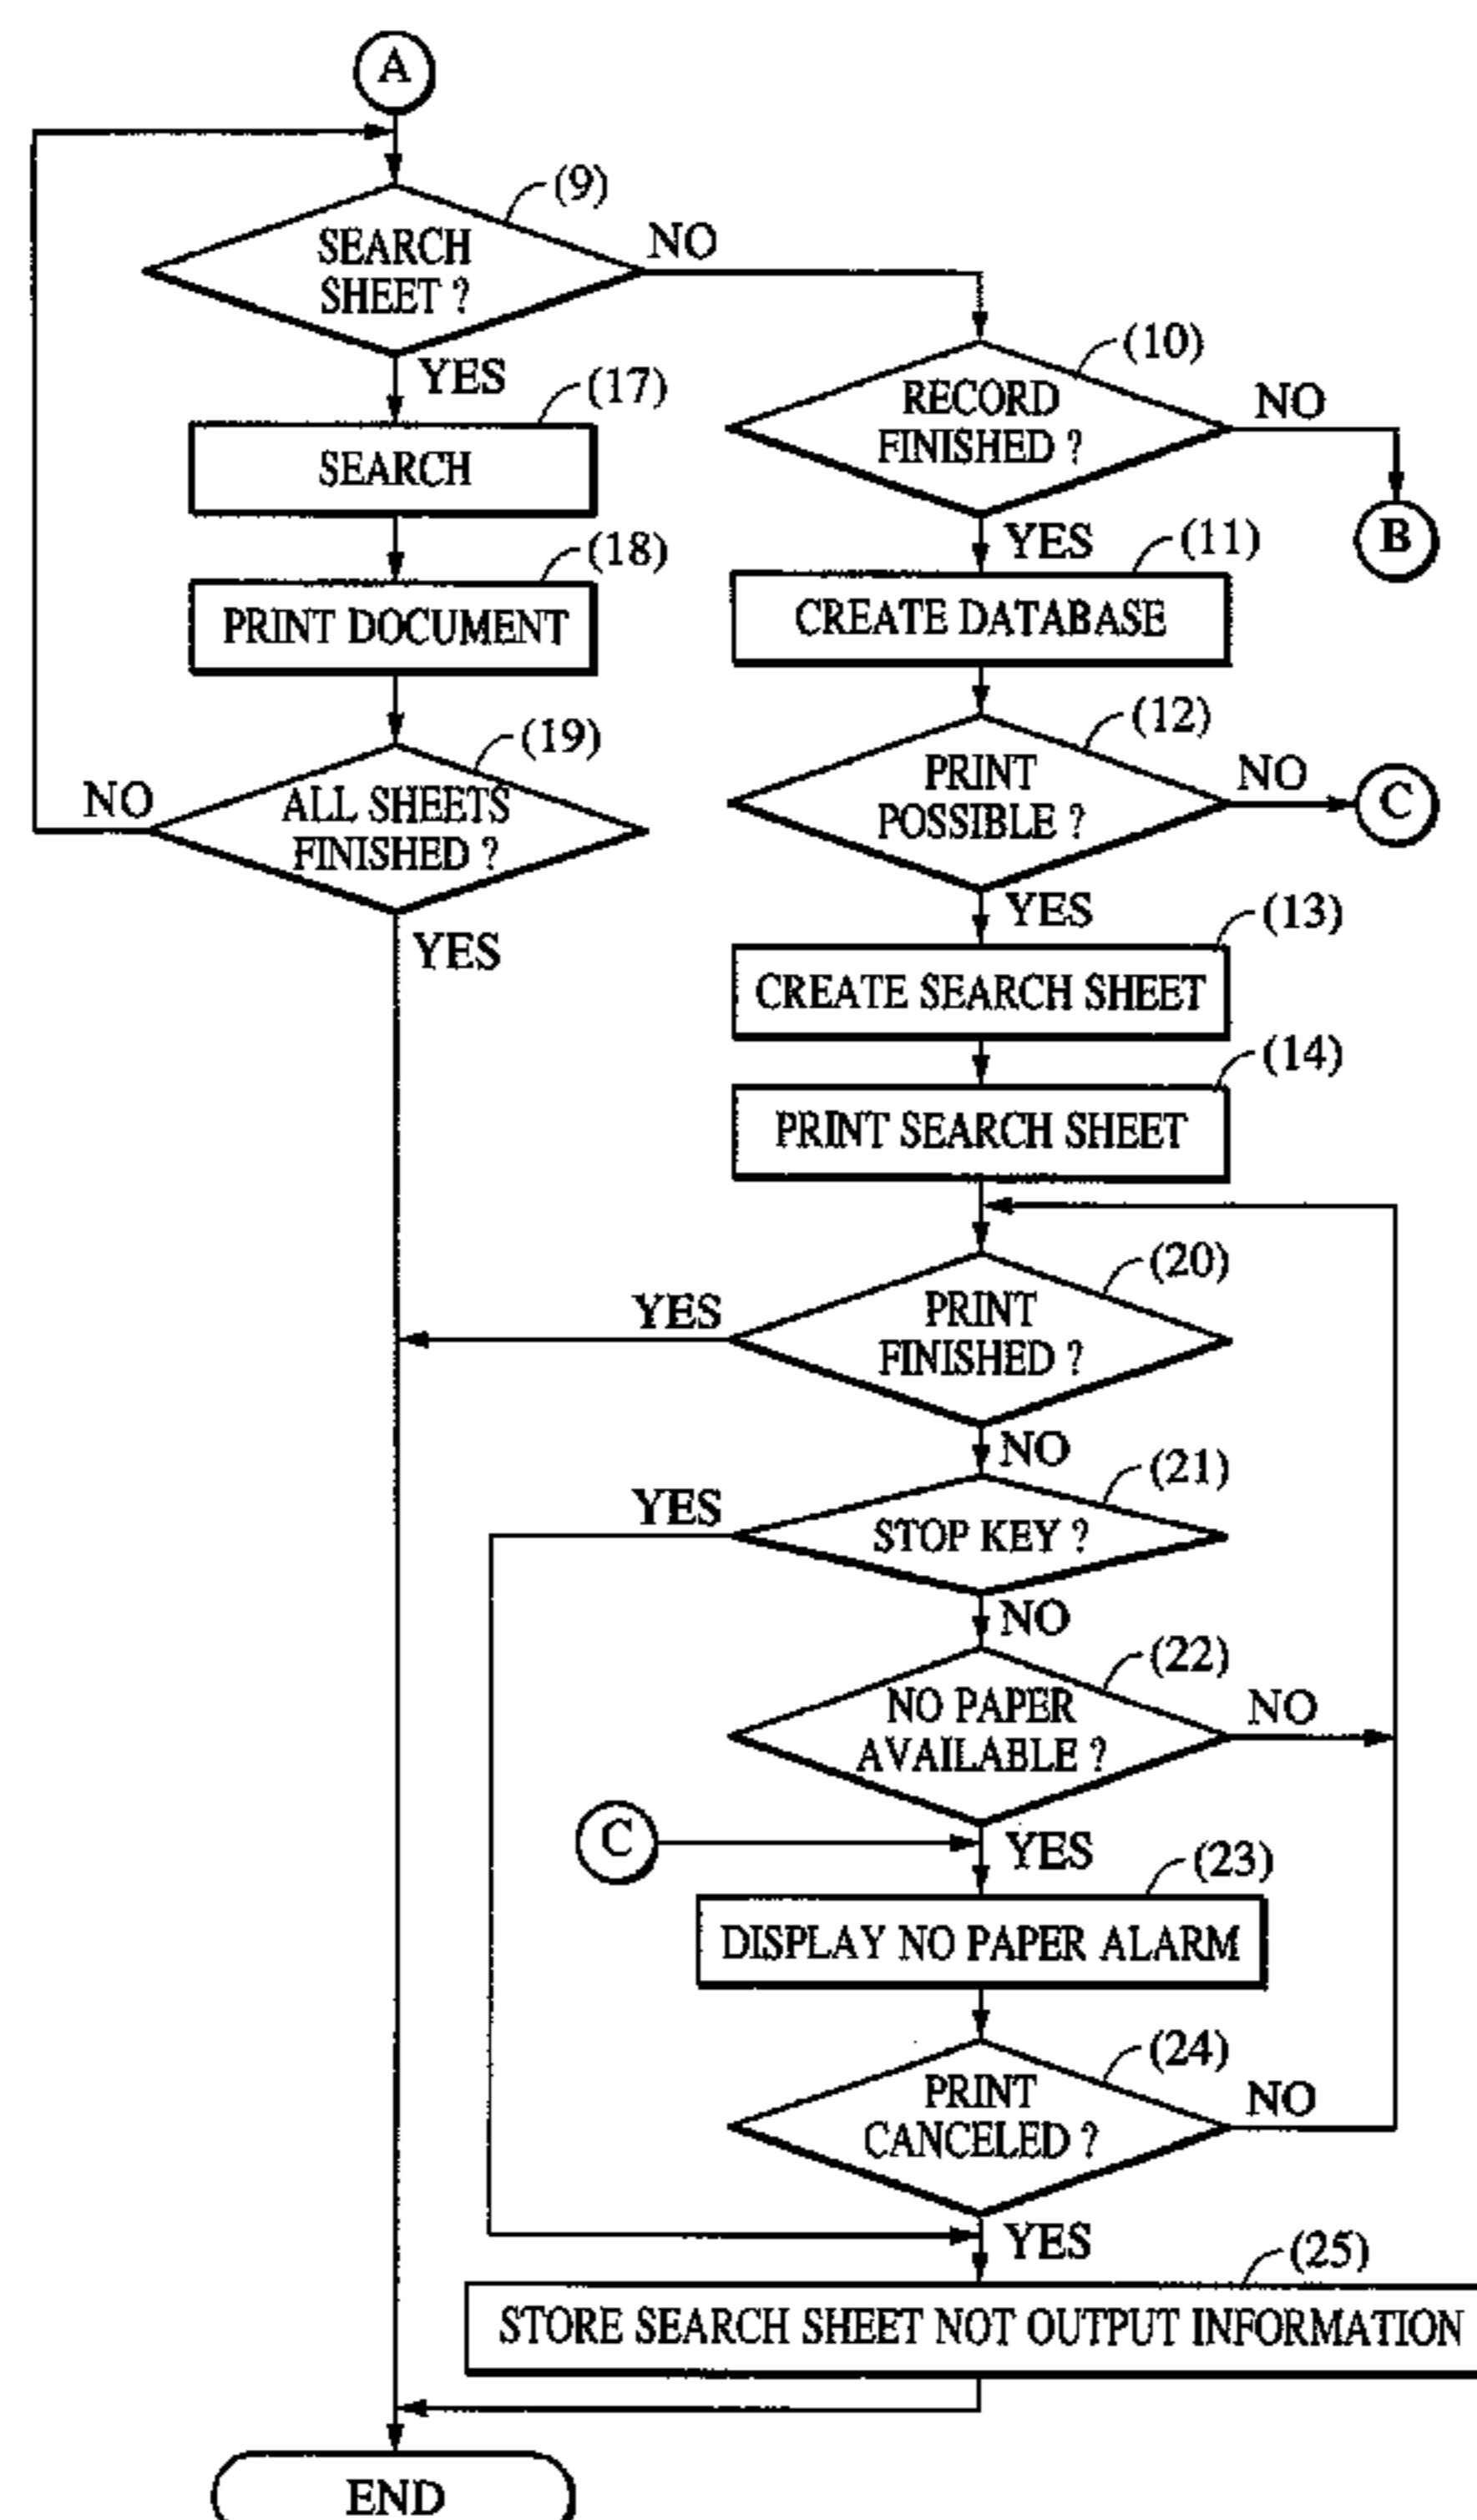 A
(9)
SEARCH
SHEET ?
NO
YES
(17)
SEARCH
(18)
PRINT DOCUMENT
(19)
ALL SHEETS
FINISHED ?
NO
YES
(10)
RECORD
FINISHED ?
NO
B
YES
(11)
CREATE DATABASE
(12)
PRINT
POSSIBLE ?
NO
C
YES
(13)
CREATE SEARCH SHEET
(14)
PRINT SEARCH SHEET
(20)
PRINT
FINISHED ?
YES
NO
(21)
STOP KEY ?
YES
NO
(22)
NO PAPER
AVAILABLE ?
NO
C
YES
(23)
DISPLAY NO PAPER ALARM
(24)
PRINT
CANCELED ?
NO
YES
(25)
STORE SEARCH SHEET NOT OUTPUT INFORMATION
END